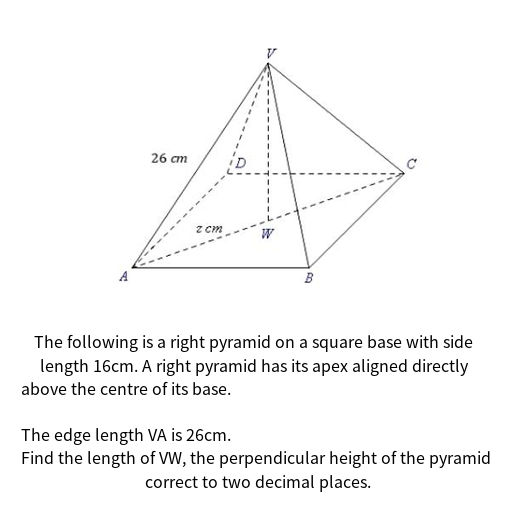 V
26 cm
D
C
z cm
W
A
B
The following is a right pyramid on a square base with side
length 16cm. A right pyramid has its apex aligned directly
above the centre of its base.
The edge length VA is 26cm.
Find the length of VW, the perpendicular height of the pyramid
correct to two decimal places.